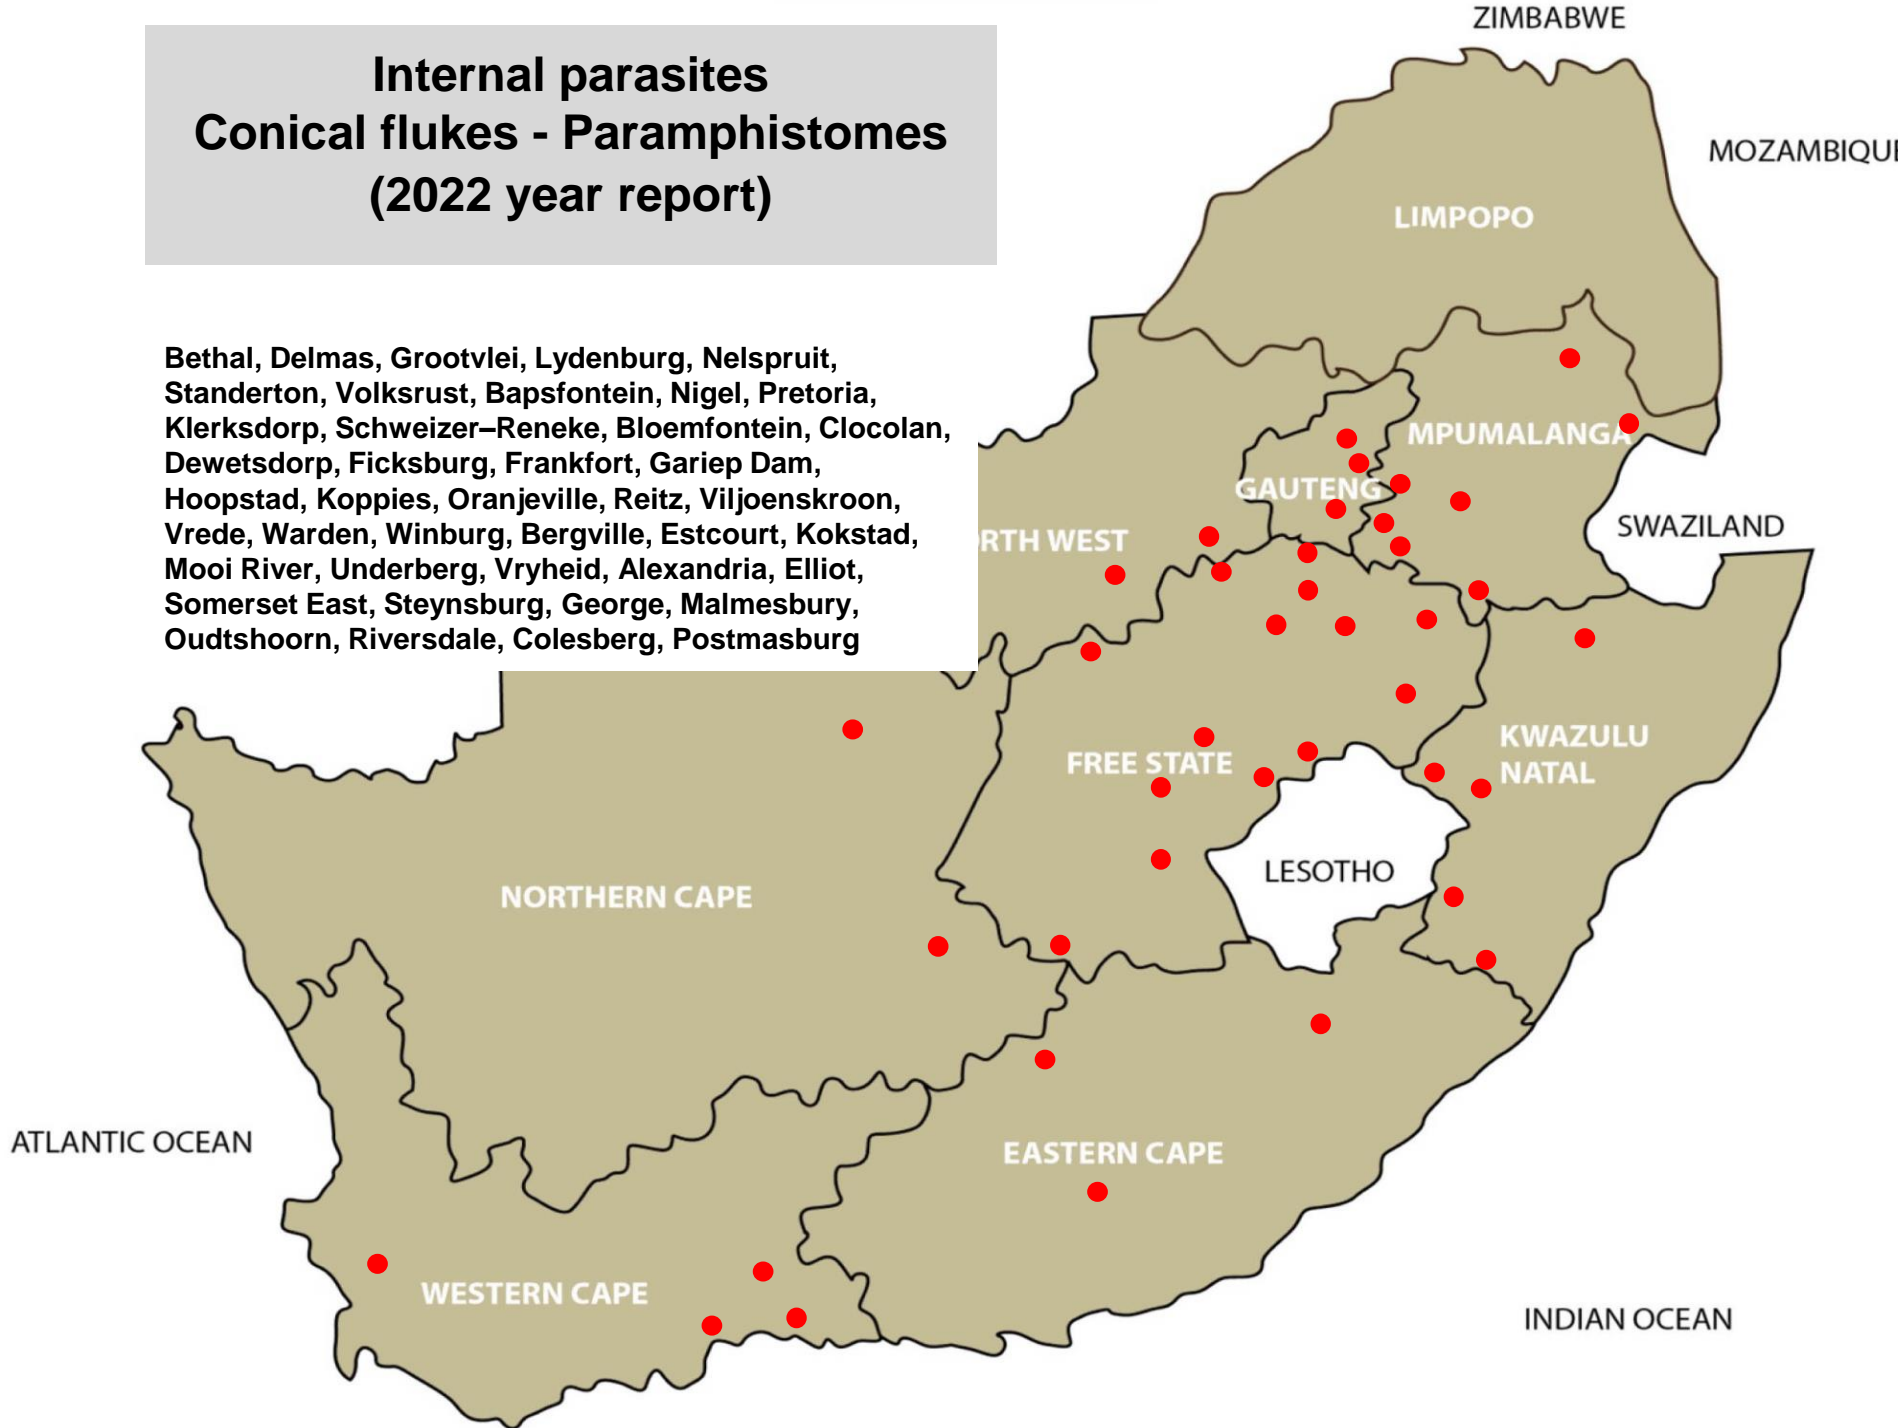 Internal parasites
Conical flukes - Paramphistomes
(2022 year report)
Bethal, Delmas, Grootvlei, Lydenburg, Nelspruit,
Standerton, Volksrust, Bapsfontein, Nigel, Pretoria,
Klerksdorp, Schweizer–Reneke, Bloemfontein, Clocolan,
Dewetsdorp, Ficksburg, Frankfort, Gariep Dam,
Hoopstad, Koppies, Oranjeville, Reitz, Viljoenskroon,
Vrede, Warden, Winburg, Bergville, Estcourt, Kokstad,
Mooi River, Underberg, Vryheid, Alexandria, Elliot,
Somerset East, Steynsburg, George, Malmesbury,
Oudtshoorn, Riversdale, Colesberg, Postmasburg
ZIMBABWE
MOZAMBIQUE
LIMPOPO
MPUMALANGA
GAUTENG
SWAZILAND
RTH WEST
KWAZULU
NATAL
FREE STATE
LESOTHO
NORTHERN CAPE
ATLANTIC OCEAN
EASTERN CAPE
WESTERN CAPE
INDIAN OCEAN